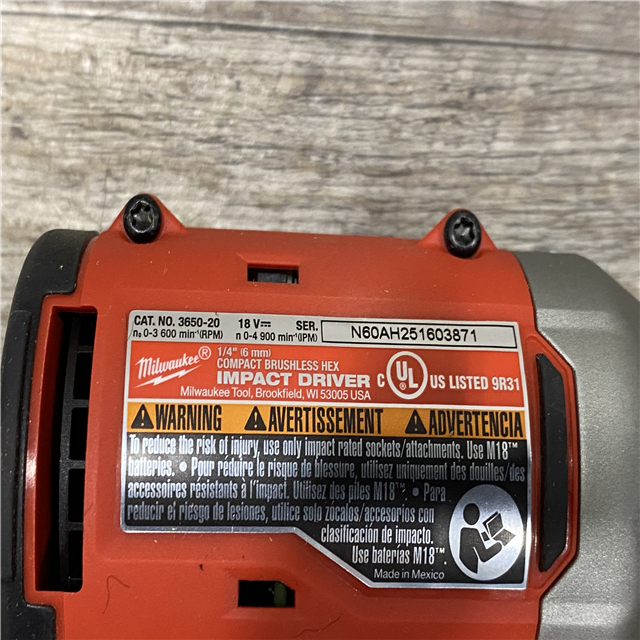 CAT. NO. 3650-20 18 V⎓ SER. N60AH251603871
n₀ 0-3 600 min⁻¹(RPM) n 0-4 900 min⁻¹(IPM)
Milwaukee®
1/4" (6 mm)
COMPACT BRUSHLESS HEX
IMPACT DRIVER
Milwaukee Tool, Brookfield, WI 53005 USA
C UL® US LISTED 9R31
WARNING AVERTISSEMENT ADVERTENCIA
To reduce the risk of injury, use only impact rated sockets/attachments. Use M18™
batteries. • Pour réduire le risque de blessure, utilisez uniquement des douilles/des
accessoires résistants à l'impact. Utilisez des piles M18™. • Para
reducir el riesgo de lesiones, utilice solo zócalos/accesorios con
clasificación de impacto.
Use baterías M18™.
Made in Mexico